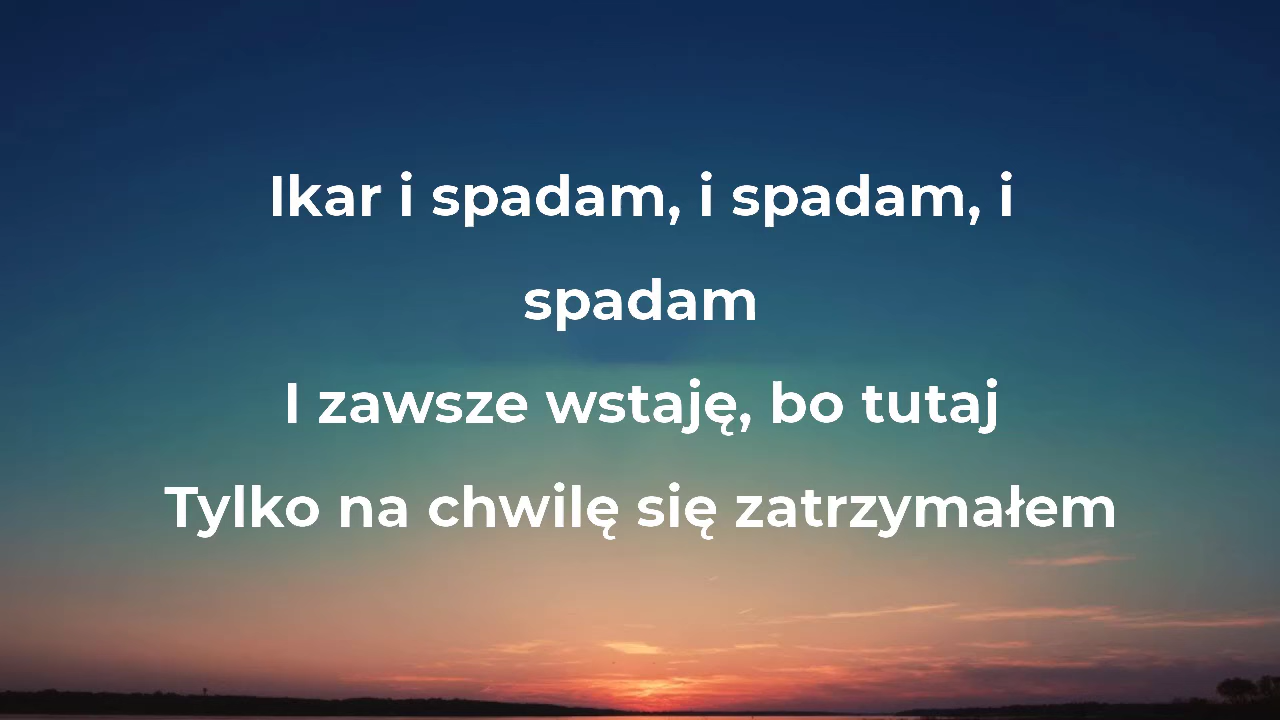 Ikar i spadam, i spadam, i
spadam
I zawsze wstaję, bo tutaj
Tylko na chwilę się zatrzymałem